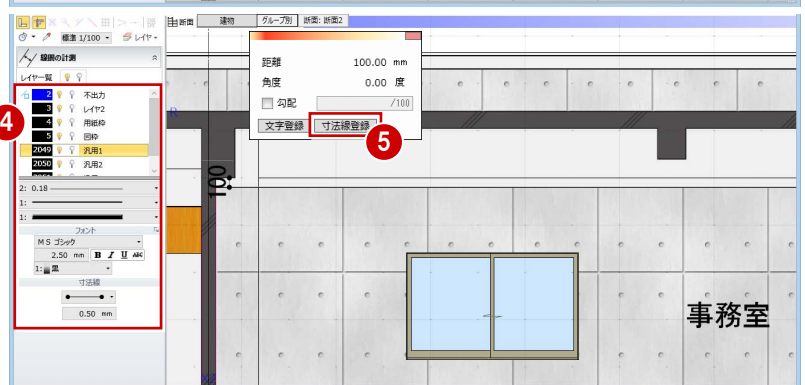 由断面 建物 グループ別 断面: 断面2
標準 1/100 レイヤ
線囲の計測
レイヤ一覧
2 不出力
3 レイヤ2
4 用紙枠
5 図枠
2049 汎用1
2050 汎用2
2: 0.18
1:
1:
フォント
ＭＳ ゴシック
2.50 mm B I U ABC
1: 黒
寸法線
0.50 mm
4
距離 100.00 mm
角度 0.00 度
勾配 /100
文字登録 寸法線登録
5
R
100
事務室